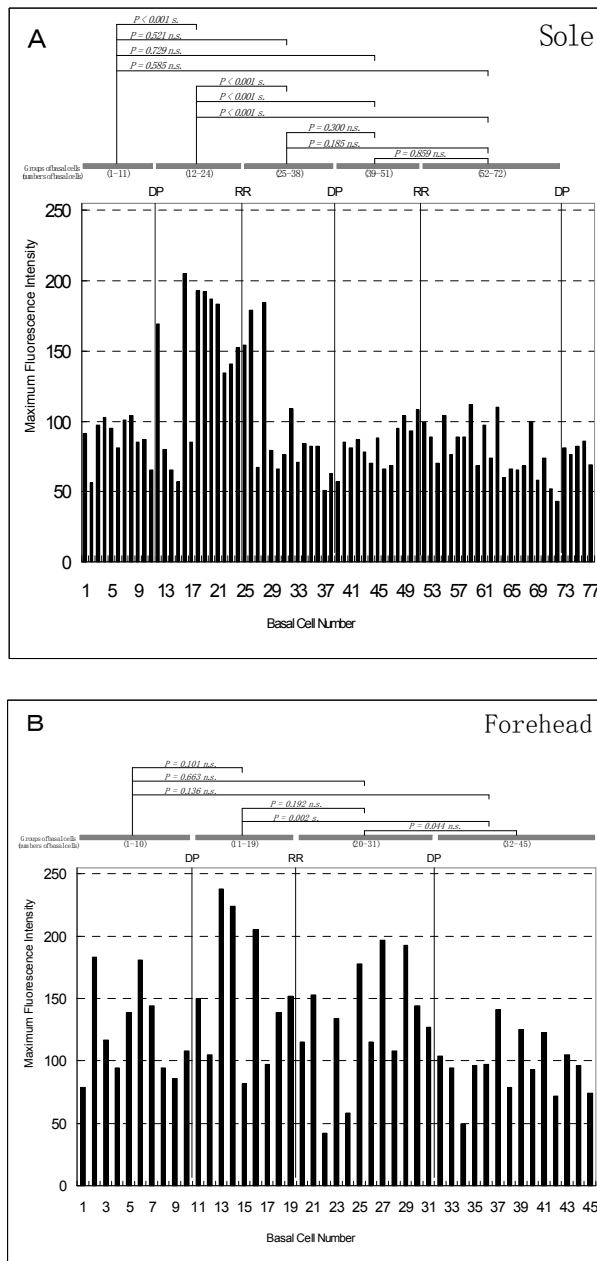 A
Sole
P < 0.001 s.
P = 0.521 n.s.
P = 0.729 n.s.
P = 0.585 n.s.
P < 0.001 s.
P < 0.001 s.
P < 0.001 s.
P = 0.300 n.s.
P = 0.185 n.s.
P = 0.859 n.s.
Groups of basal cells
(numbers of basal cells)
(1-11) (12-24) (25-38) (39-51) (52-72)
DP RR DP RR DP
250
200
150
100
50
0
Maximum Fluorescence Intensity
1 5 9 13 17 21 25 29 33 37 41 45 49 53 57 61 65 69 73 77
Basal Cell Number
B
Forehead
P = 0.101 n.s.
P = 0.663 n.s.
P = 0.136 n.s.
P = 0.192 n.s.
P = 0.002 s.
P = 0.044 n.s.
Groups of basal cells
(numbers of basal cells)
(1-10) (11-19) (20-31) (32-45)
DP RR DP
250
200
150
100
50
0
Maximum Fluorescence Intensity
1 3 5 7 9 11 13 15 17 19 21 23 25 27 29 31 33 35 37 39 41 43 45
Basal Cell Number